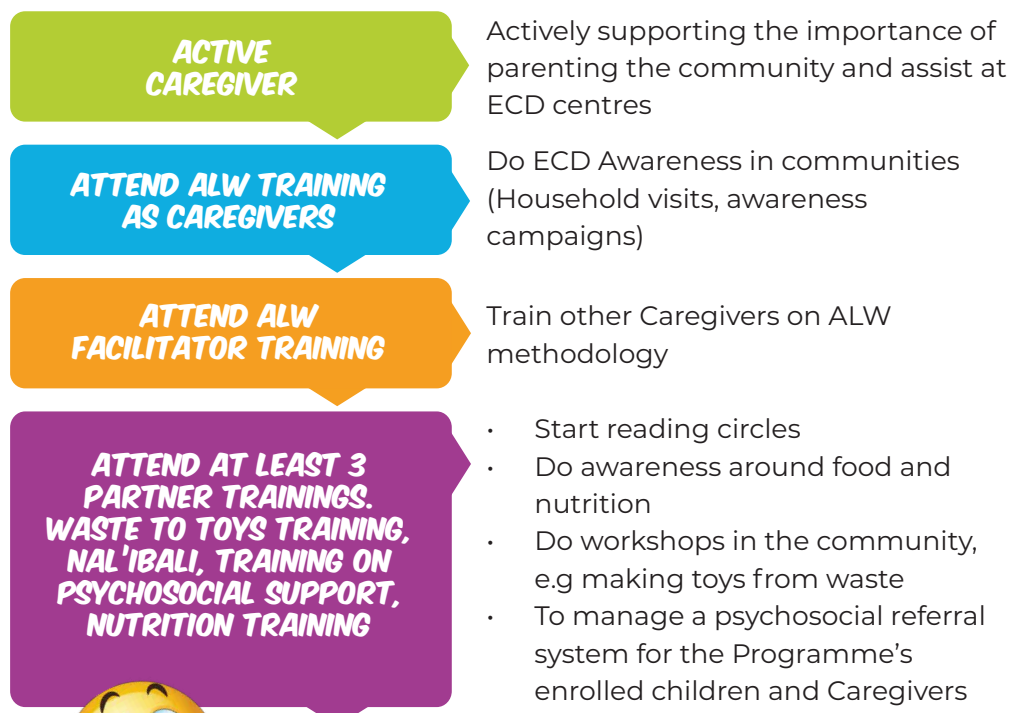 ACTIVE
CAREGIVER
Actively supporting the importance of
parenting the community and assist at
ECD centres
ATTEND ALW TRAINING
AS CAREGIVERS
Do ECD Awareness in communities
(Household visits, awareness
campaigns)
ATTEND ALW
FACILITATOR TRAINING
Train other Caregivers on ALW
methodology
ATTEND AT LEAST 3
PARTNER TRAININGS.
WASTE TO TOYS TRAINING,
NAL'IBALI, TRAINING ON
PSYCHOSOCIAL SUPPORT,
NUTRITION TRAINING
• Start reading circles
• Do awareness around food and
nutrition
• Do workshops in the community,
e.g making toys from waste
• To manage a psychosocial referral
system for the Programme’s
enrolled children and Caregivers